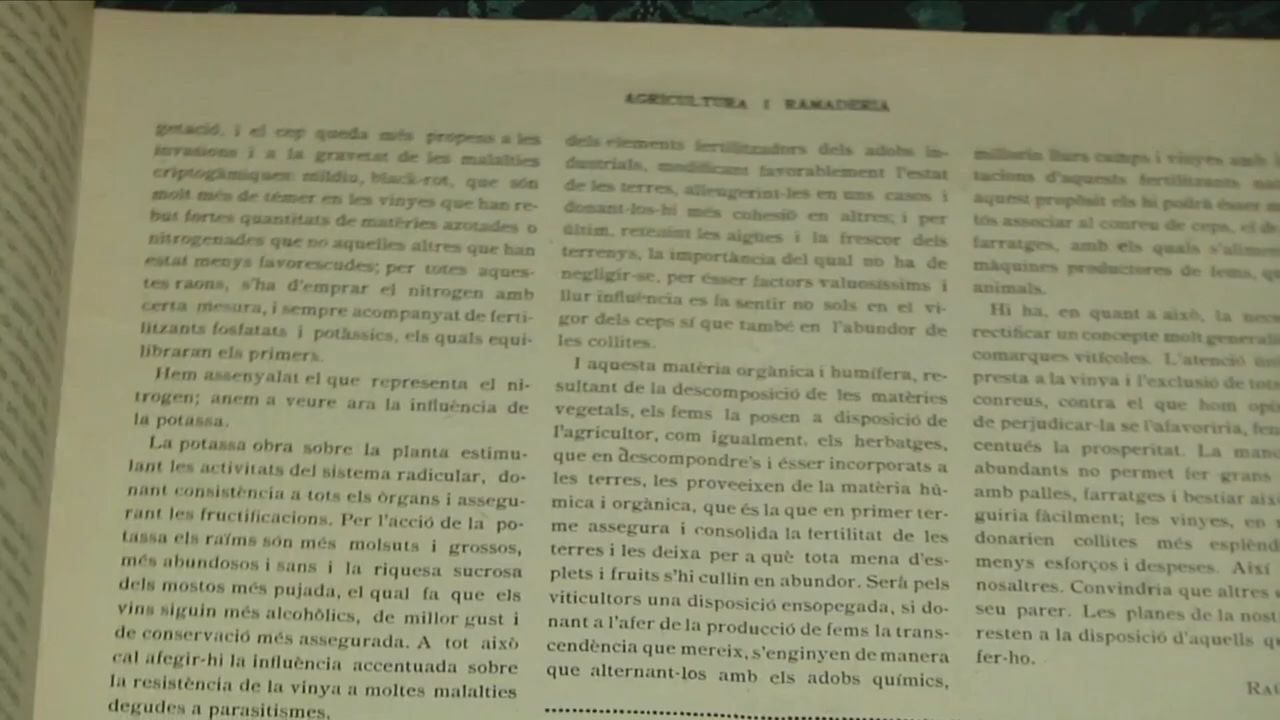 AGRICULTURA I RAMADERIA
getació, i el cep queda més propens a les
invasions i a la gravetat de les malalties
criptogàmiques: míldiu, black-rot, que són
molt més de témer en les vinyes que han re-
but fortes quantitats de matèries azotades o
nitrogenades que no aquelles altres que han
estat menys favorescudes; per totes aques-
tes raons, s'ha d'emprar el nitrogen amb
certa mesura, i sempre acompanyat de ferti-
litzants fosfatats i potàssics, els quals equi-
libraran els primers.
Hem assenyalat el que representa el ni-
trogen; anem a veure ara la influència de
la potassa.
La potassa obra sobre la planta estimu-
lant les activitats del sistema radicular, do-
nant consistència a tots els òrgans i assegu-
rant les fructificacions. Per l'acció de la po-
tassa els raïms són més molsuts i grossos,
més abundosos i sans i la riquesa sucrosa
dels mostos més pujada, el qual fa que els
vins siguin més alcohòlics, de millor gust i
de conservació més assegurada. A tot això
cal afegir-hi la influència accentuada sobre
la resistència de la vinya a moltes malalties
degudes a parasitismes.
dels elements fertilitzadors dels adobs in-
dustrials, modificant favorablement l'estat
de les terres, alleugerint-les en uns casos i
donant-los-hi més cohesió en altres; i per
últim, retenint les aigües i la frescor dels
terrenys, la importància del qual no ha de
negligir-se, per ésser factors valuosíssims i
llur influència es fa sentir no sols en el vi-
gor dels ceps sí que també en l'abundor de
les collites.
I aquesta matèria orgànica i humífera, re-
sultant de la descomposició de les matèries
vegetals, els fems la posen a disposició de
l'agricultor, com igualment, els herbatges,
que en descompondre's i ésser incorporats a
les terres, les proveeixen de la matèria hú-
mica i orgànica, que és la que en primer ter-
me assegura i consolida la fertilitat de les
terres i les deixa per a què tota mena d'es-
plets i fruits s'hi cullin en abundor. Serà pels
viticultors una disposició ensopegada, si do-
nant a l'afer de la producció de fems la trans-
cendència que mereix, s'enginyen de manera
que alternant-los amb els adobs químics,
millorin llurs camps i vinyes amb
tacions d'aquests fertilitzants
aquest propòsit els hi podrà ésser
tós associar al conreu de ceps, el de
farratges, amb els quals
màquines productores de fems,
animals.
Hi ha, en quant a això, la
rectificar un concepte molt
comarques vitícoles. L'atenció
presta a la vinya i l'exclusió de
conreus, contra el que hom
de perjudicar-la se l'afavoriria,
centués la prosperitat. La
abundants no permet fer grans
amb palles, farratges i bestiar
guiria fàcilment; les vinyes, en
donarien collites més
menys esforços i despeses. Així
nosaltres. Convindria que altres
seu parer. Les planes de la
resten a la disposició d'aquells
fer-ho.